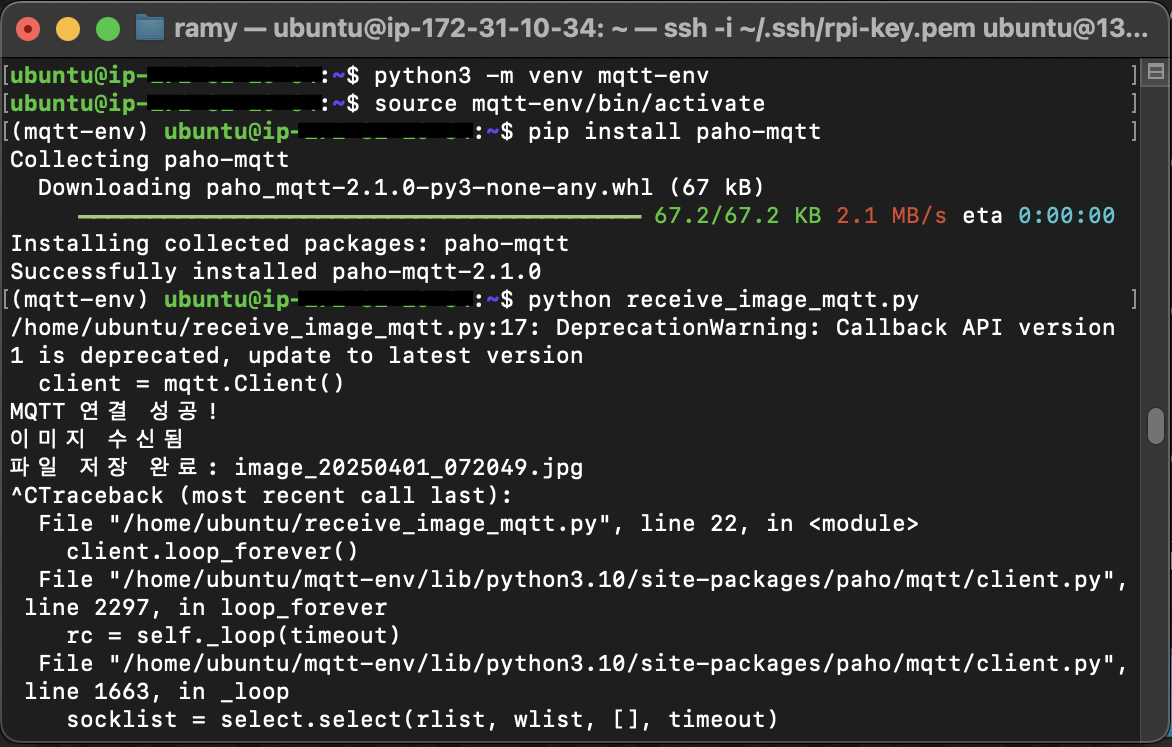 ramy — ubuntu@ip-172-31-10-34: ~ — ssh -i ~/.ssh/rpi-key.pem ubuntu@13...
[ubuntu@ip-:~$ python3 -m venv mqtt-env ]
[ubuntu@ip-:~$ source mqtt-env/bin/activate ]
[(mqtt-env) ubuntu@ip-:~$ pip install paho-mqtt ]
Collecting paho-mqtt
  Downloading paho_mqtt-2.1.0-py3-none-any.whl (67 kB)
67.2/67.2 KB 2.1 MB/s eta 0:00:00
Installing collected packages: paho-mqtt
Successfully installed paho-mqtt-2.1.0
[(mqtt-env) ubuntu@ip-:~$ python receive_image_mqtt.py ]
/home/ubuntu/receive_image_mqtt.py:17: DeprecationWarning: Callback API version
1 is deprecated, update to latest version
  client = mqtt.Client()
MQTT 연결 성공!
이미지 수신됨
파일 저장 완료: image_20250401_072049.jpg
^CTraceback (most recent call last):
  File "/home/ubuntu/receive_image_mqtt.py", line 22, in <module>
    client.loop_forever()
  File "/home/ubuntu/mqtt-env/lib/python3.10/site-packages/paho/mqtt/client.py",
 line 2297, in loop_forever
    rc = self._loop(timeout)
  File "/home/ubuntu/mqtt-env/lib/python3.10/site-packages/paho/mqtt/client.py",
 line 1663, in _loop
    socklist = select.select(rlist, wlist, [], timeout)